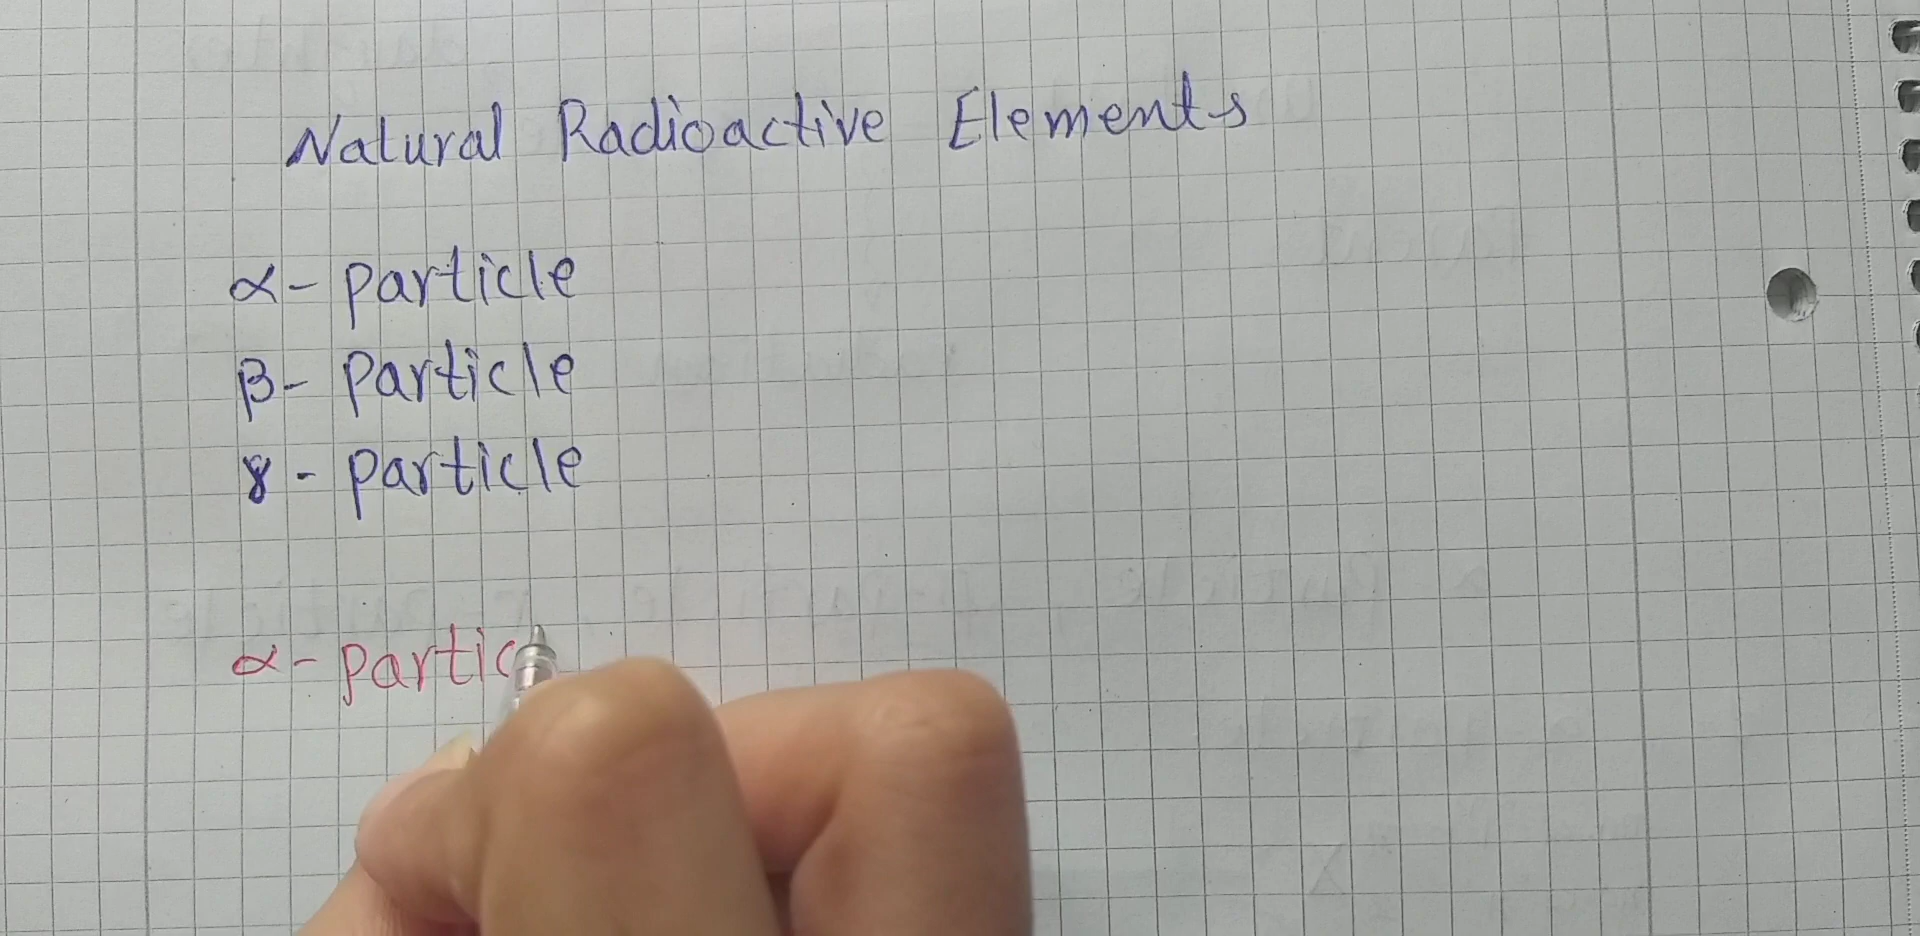 Natural Radioactive Elements
α- particle
β- particle
γ - particle
α- partic